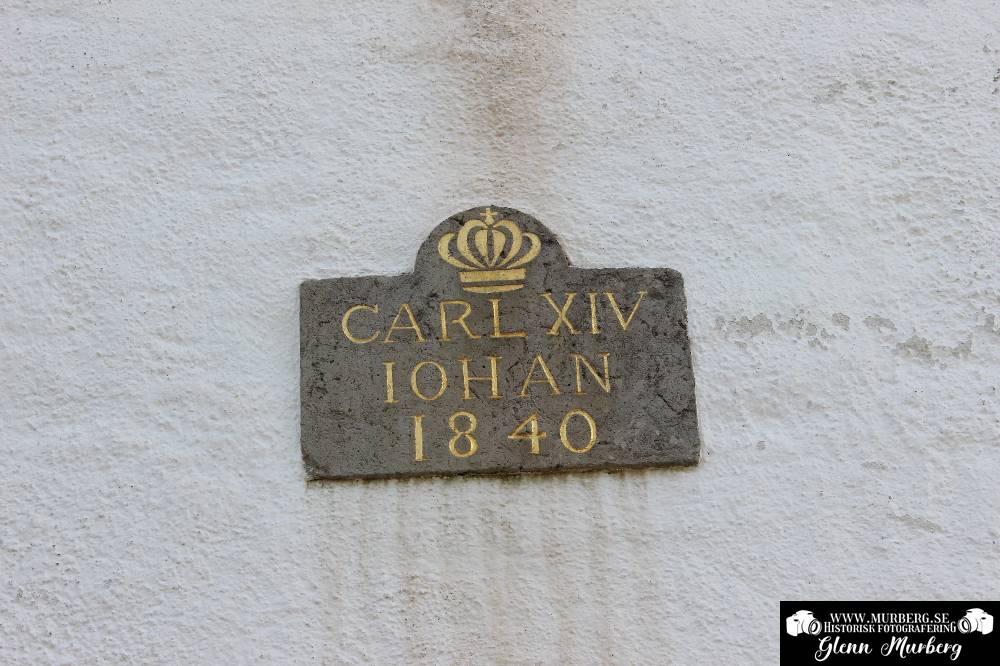 CARL XIV
IOHAN
1840
WWW.MURBERG.SE
HISTORISK FOTOGRAFERING
Glenn Murberg